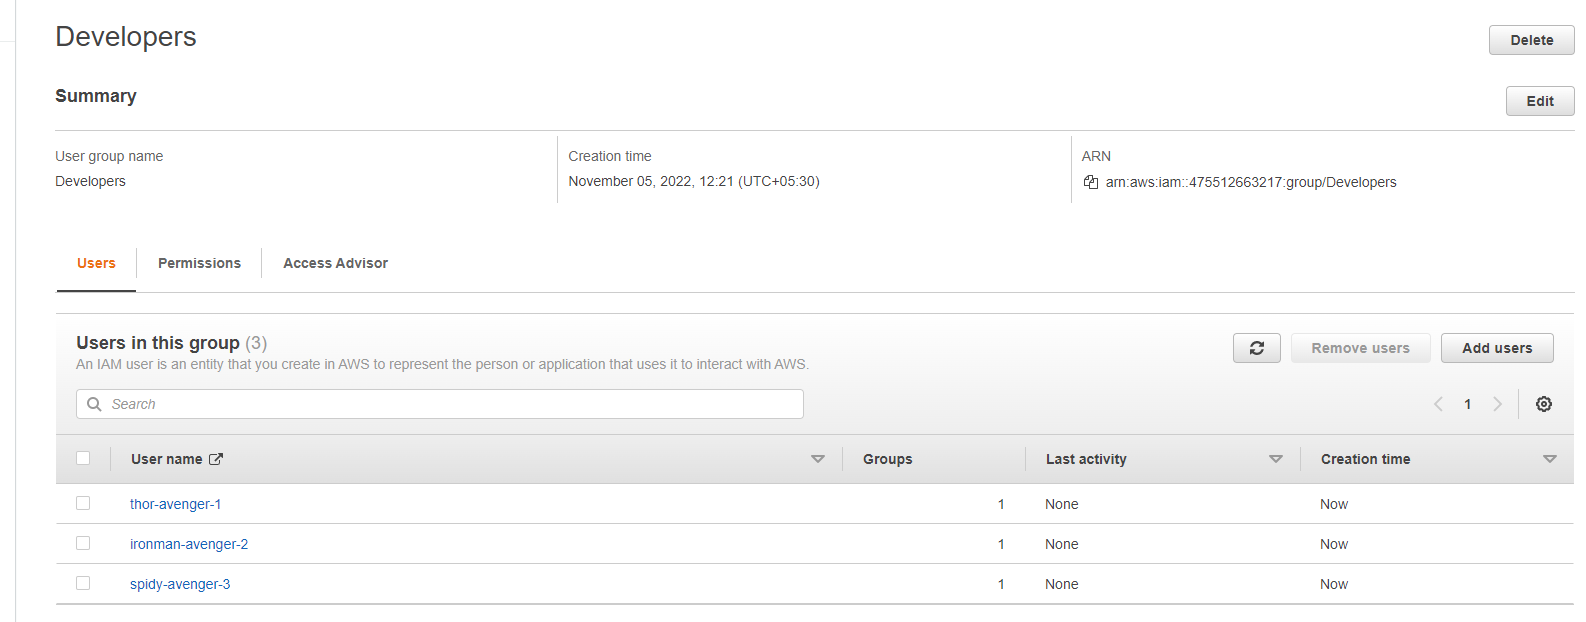 Developers
Delete
Summary
Edit
User group name
Creation time
ARN
Developers
November 05, 2022, 12:21 (UTC+05:30)
arn:aws:iam::475512663217:group/Developers
Users
Permissions
Access Advisor
Users in this group (3)
An IAM user is an entity that you create in AWS to represent the person or application that uses it to interact with AWS.
Remove users
Add users
Search
1
User name
Groups
Last activity
Creation time
thor-avenger-1 1 None Now
ironman-avenger-2 1 None Now
spidy-avenger-3 1 None Now